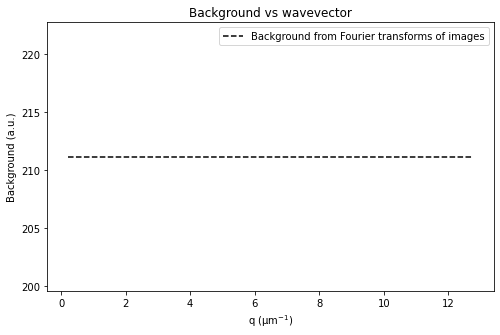 Background vs wavevector
Background from Fourier transforms of images
Background (a.u.)
220
215
210
205
200
0 2 4 6 8 10 12
q (μm⁻¹)